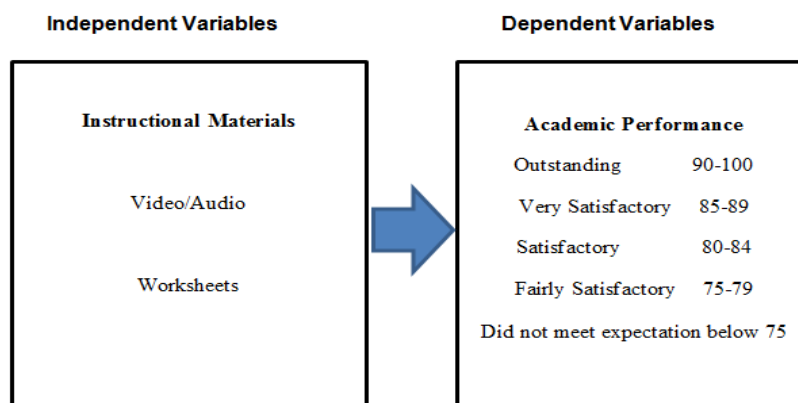 Independent Variables
Dependent Variables
Instructional Materials
Video/Audio
Worksheets
Academic Performance
Outstanding 90-100
Very Satisfactory 85-89
Satisfactory 80-84
Fairly Satisfactory 75-79
Did not meet expectation below 75